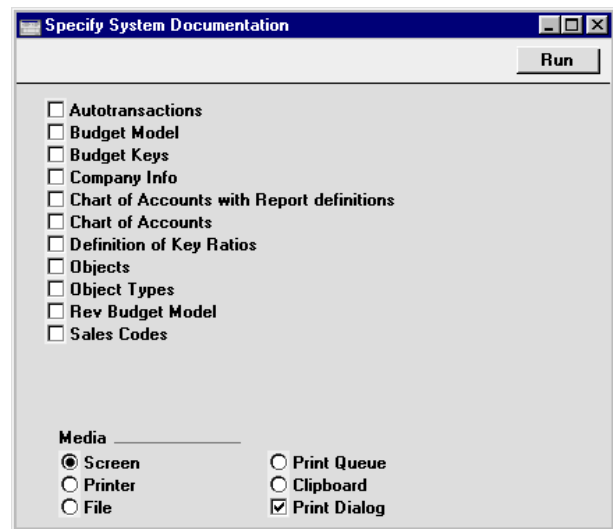 Specify System Documentation
Run
Autotransactions
Budget Model
Budget Keys
Company Info
Chart of Accounts with Report definitions
Chart of Accounts
Definition of Key Ratios
Objects
Object Types
Rev Budget Model
Sales Codes
Media
Screen
Print Queue
Printer
Clipboard
File
Print Dialog